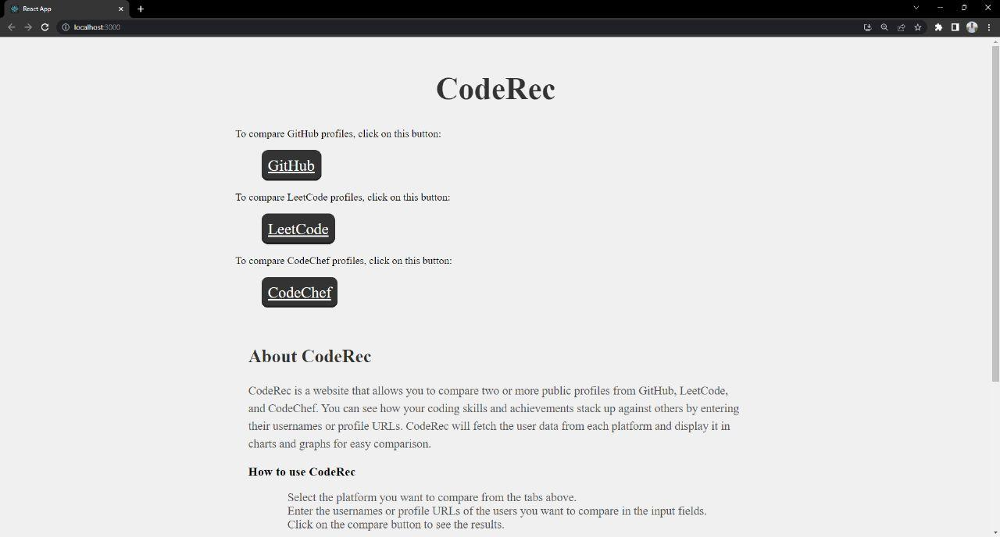 React App
localhost:3000
CodeRec
To compare GitHub profiles, click on this button:
GitHub
To compare LeetCode profiles, click on this button:
LeetCode
To compare CodeChef profiles, click on this button:
CodeChef
About CodeRec
CodeRec is a website that allows you to compare two or more public profiles from GitHub, LeetCode,
and CodeChef. You can see how your coding skills and achievements stack up against others by entering
their usernames or profile URLs. CodeRec will fetch the user data from each platform and display it in
charts and graphs for easy comparison.
How to use CodeRec
Select the platform you want to compare from the tabs above.
Enter the usernames or profile URLs of the users you want to compare in the input fields.
Click on the compare button to see the results.